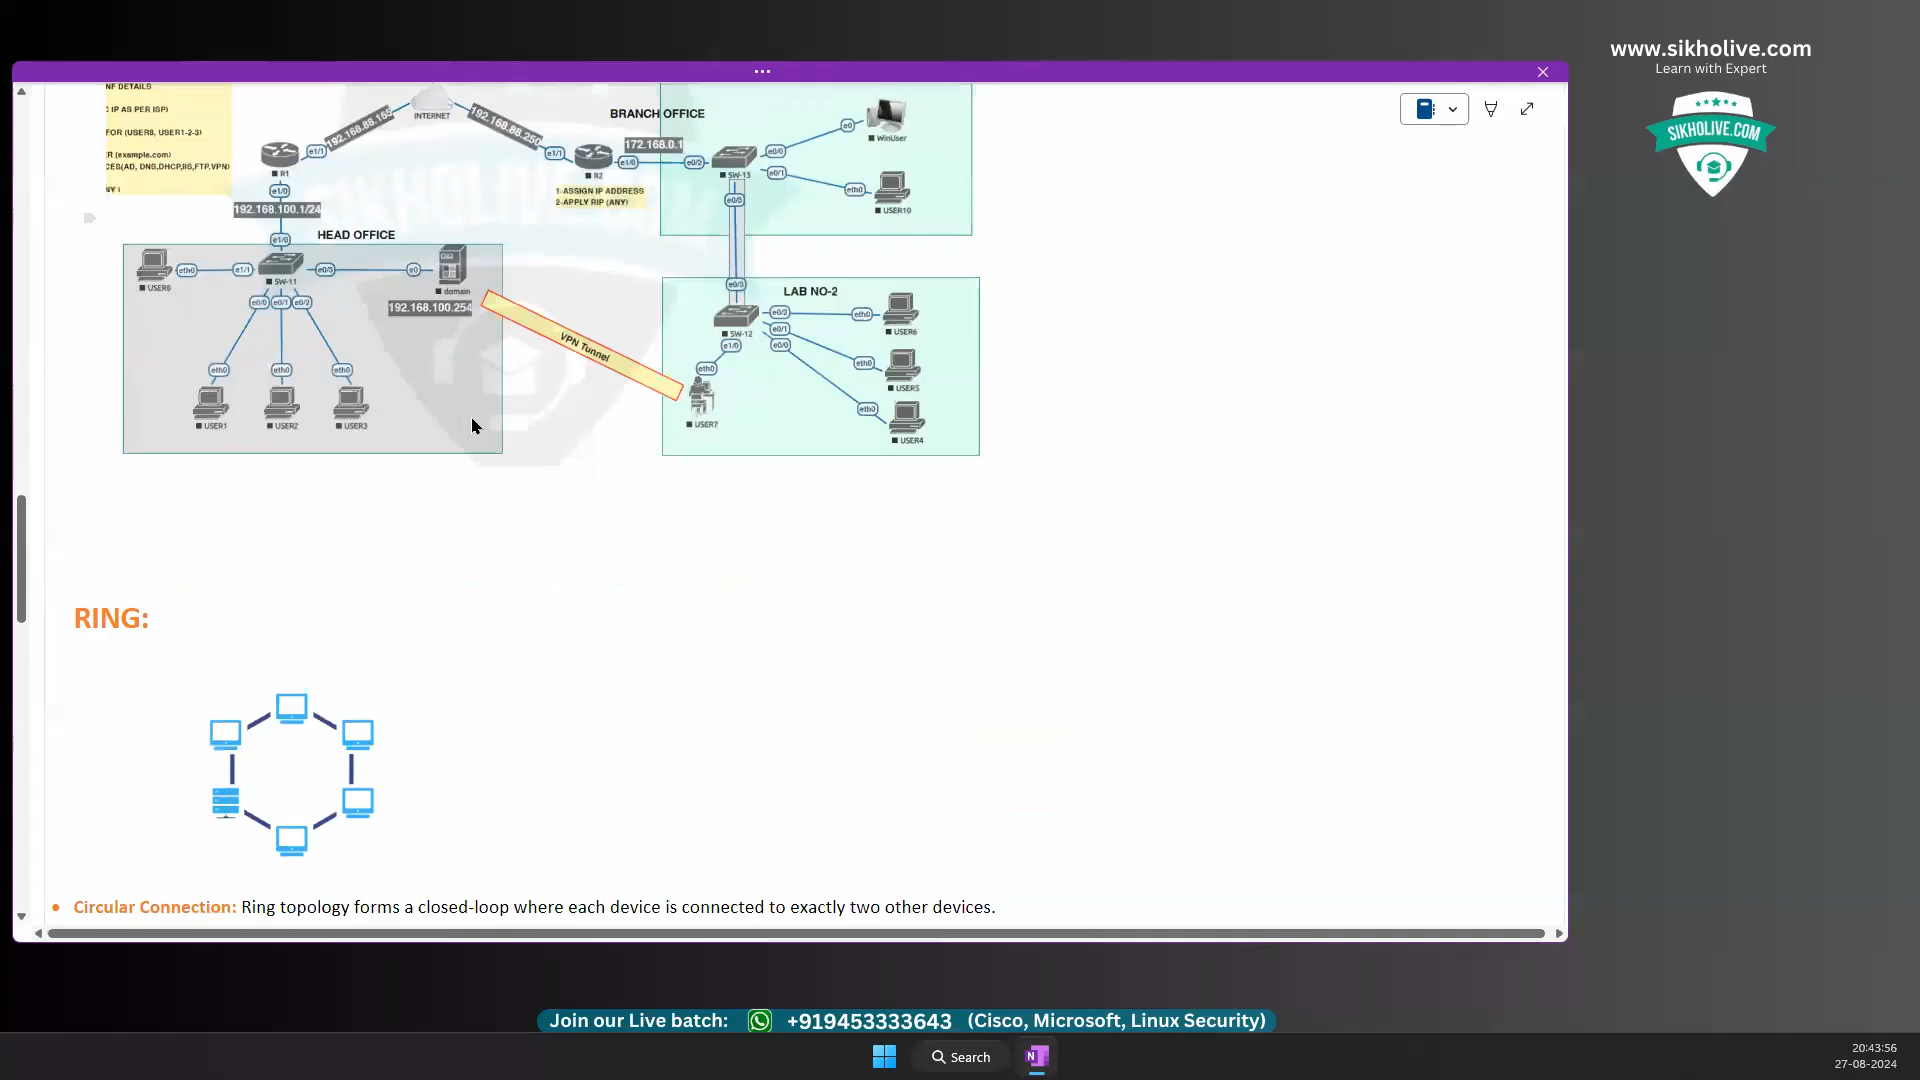 www.sikholive.com
Learn with Expert
SIKHOLIVE.COM
NF DETAILS
C IP AS PER ISP)
FOR (USER8, USER1-2-3)
R (example.com)
CES(AD, DNS,DHCP,IIS,FTP,VPN)
NY )
INTERNET
192.168.88.165
192.168.88.250
R1
e1/1
e1/0
192.168.100.1/24
e1/0
e1/1
R2
e1/0
172.168.0.1
e0/2
1-ASSIGN IP ADDRESS
2-APPLY RIP (ANY)
BRANCH OFFICE
SW-13
e0/0
e0
WinUser
e0/1
eth0
USER10
e0/3
HEAD OFFICE
USER8
eth0
e1/1
SW-11
e0/3
e0
domain
192.168.100.254
e0/0
e0/1
e0/2
eth0
eth0
eth0
USER1
USER2
USER3
VPN Tunnel
LAB NO-2
e0/3
SW-12
e0/2
eth0
USER6
e0/1
eth0
USER5
e0/0
eth0
USER4
e1/0
eth0
USER7
RING:
• Circular Connection: Ring topology forms a closed-loop where each device is connected to exactly two other devices.
Join our Live batch: +919453333643 (Cisco, Microsoft, Linux Security)
Search
N
20:43:56
27-08-2024